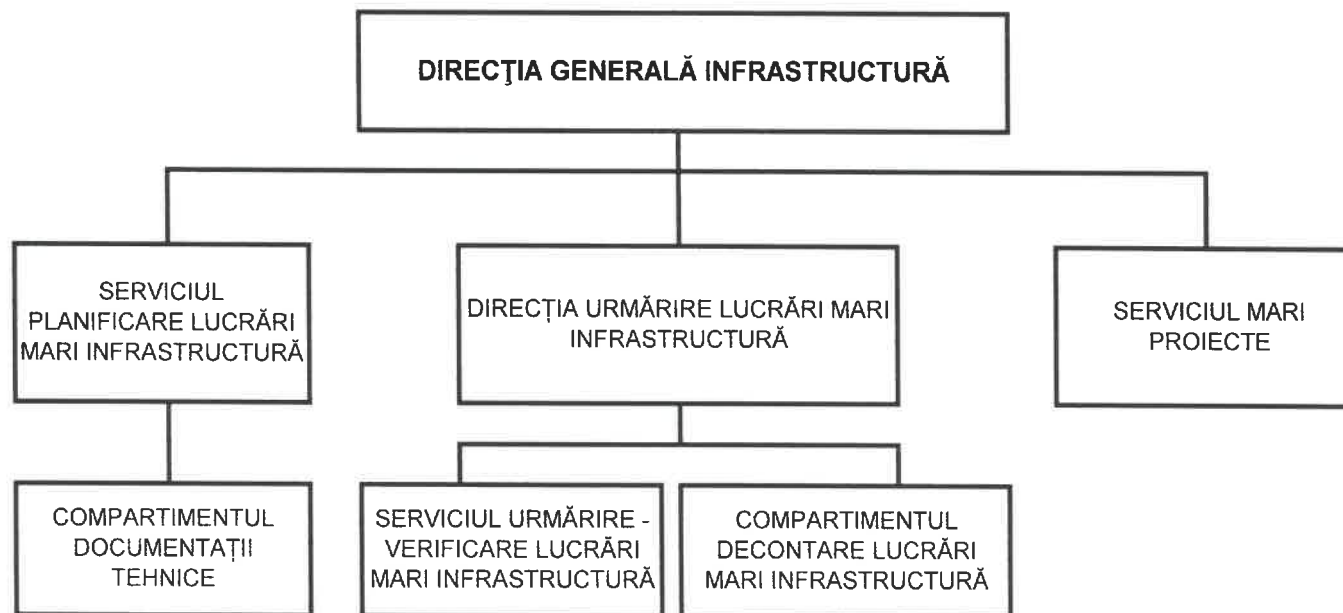 DIRECŢIA GENERALĂ INFRASTRUCTURĂ
SERVICIUL
PLANIFICARE LUCRĂRI
MARI INFRASTRUCTURĂ
DIRECȚIA URMĂRIRE LUCRĂRI MARI
INFRASTRUCTURĂ
SERVICIUL MARI
PROIECTE
COMPARTIMENTUL
DOCUMENTAȚII
TEHNICE
SERVICIUL URMĂRIRE -
VERIFICARE LUCRĂRI
MARI INFRASTRUCTURĂ
COMPARTIMENTUL
DECONTARE LUCRĂRI
MARI INFRASTRUCTURĂ